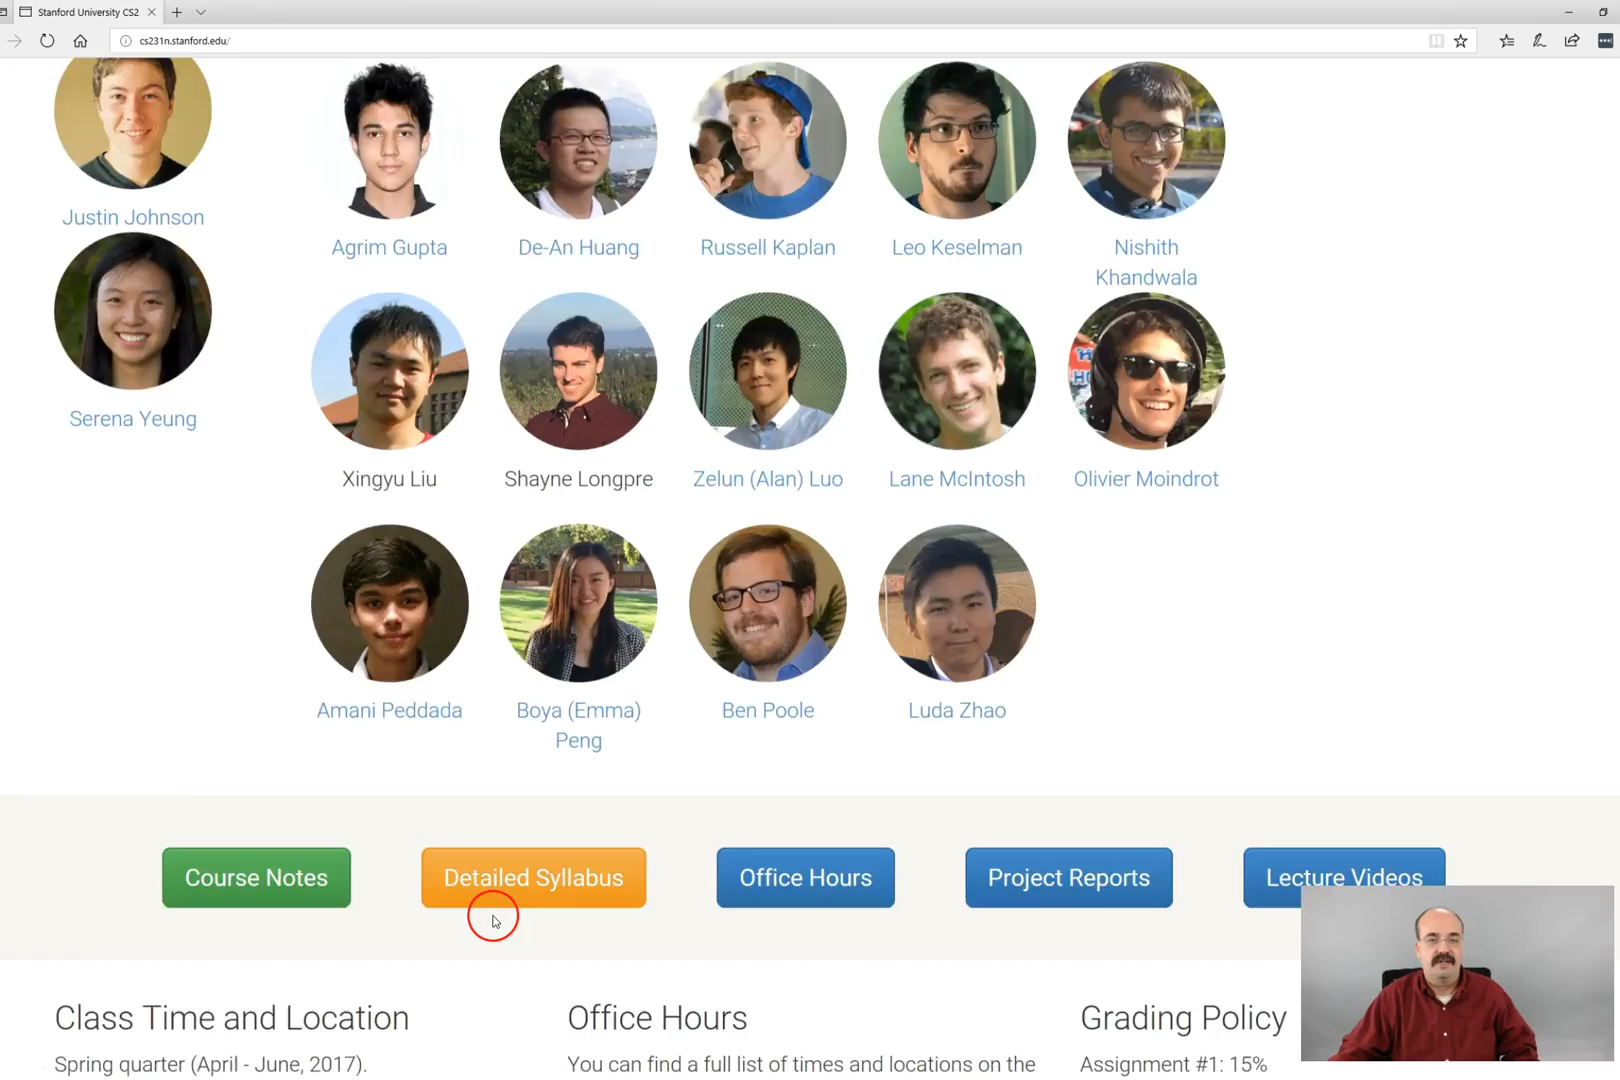 Stanford University CS2
cs231n.stanford.edu/
Justin Johnson
Serena Yeung
Agrim Gupta
De-An Huang
Russell Kaplan
Leo Keselman
Nishith
Khandwala
Xingyu Liu
Shayne Longpre
Zelun (Alan) Luo
Lane McIntosh
Olivier Moindrot
Amani Peddada
Boya (Emma)
Peng
Ben Poole
Luda Zhao
Course Notes
Detailed Syllabus
Office Hours
Project Reports
Lecture Videos
Class Time and Location
Spring quarter (April - June, 2017).
Office Hours
You can find a full list of times and locations on the
Grading Policy
Assignment #1: 15%